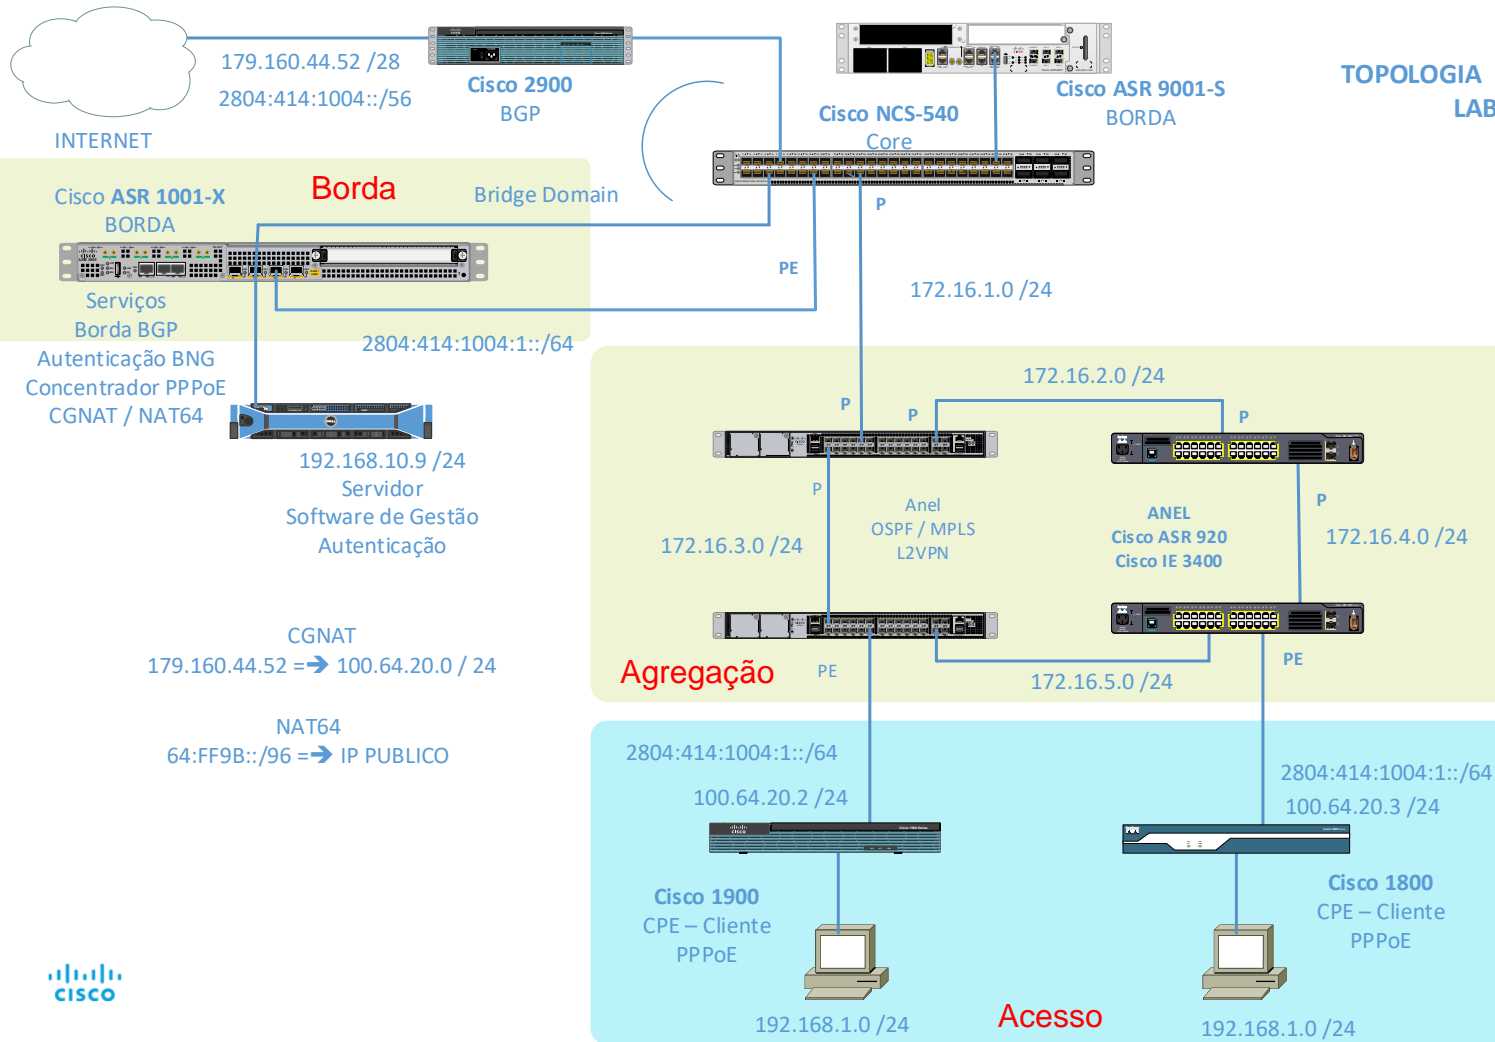 TOPOLOGIA
LAB
179.160.44.52 /28
2804:414:1004::/56
INTERNET
Cisco 2900
BGP
Cisco NCS-540
Core
Cisco ASR 9001-S
BORDA
Borda
Bridge Domain
Cisco ASR 1001-X
BORDA
Serviços
Borda BGP
Autenticação BNG
Concentrador PPPoE
CGNAT / NAT64
P
PE
172.16.1.0 /24
2804:414:1004:1::/64
192.168.10.9 /24
Servidor
Software de Gestão
Autenticação
172.16.2.0 /24
P
P
P
P
Anel
OSPF / MPLS
L2VPN
ANEL
Cisco ASR 920
Cisco IE 3400
P
172.16.3.0 /24
172.16.4.0 /24
CGNAT
179.160.44.52 =➔ 100.64.20.0 / 24
NAT64
64:FF9B::/96 =➔ IP PUBLICO
Agregação
PE
172.16.5.0 /24
PE
2804:414:1004:1::/64
100.64.20.2 /24
2804:414:1004:1::/64
100.64.20.3 /24
Cisco 1900
CPE – Cliente
PPPoE
Cisco 1800
CPE – Cliente
PPPoE
192.168.1.0 /24
Acesso
192.168.1.0 /24
CISCO